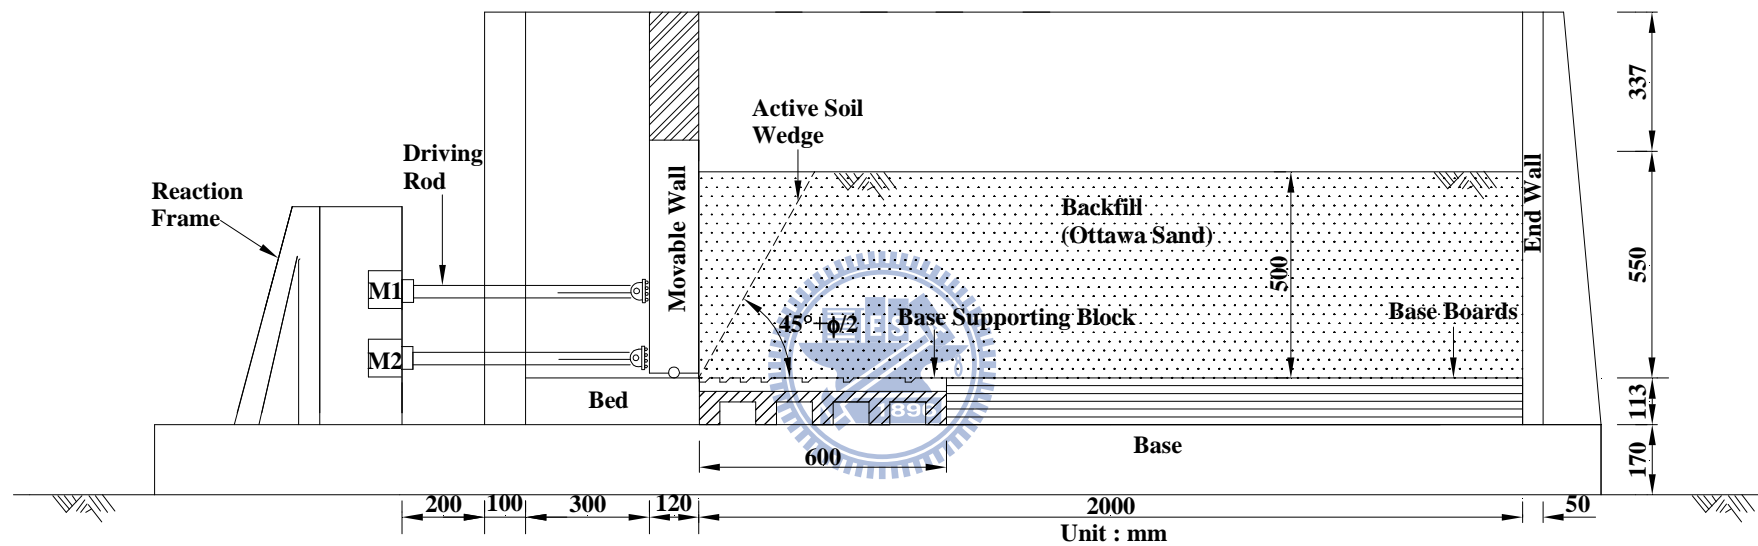 337
Active Soil
Wedge
Driving
Rod
Reaction
Frame
Movable Wall
End Wall
Backfill
(Ottawa Sand)
500
550
M1
45°+ϕ/2
Base Supporting Block
Base Boards
M2
Bed
1896
113
Base
600
170
200
100
300
120
2000
50
Unit : mm